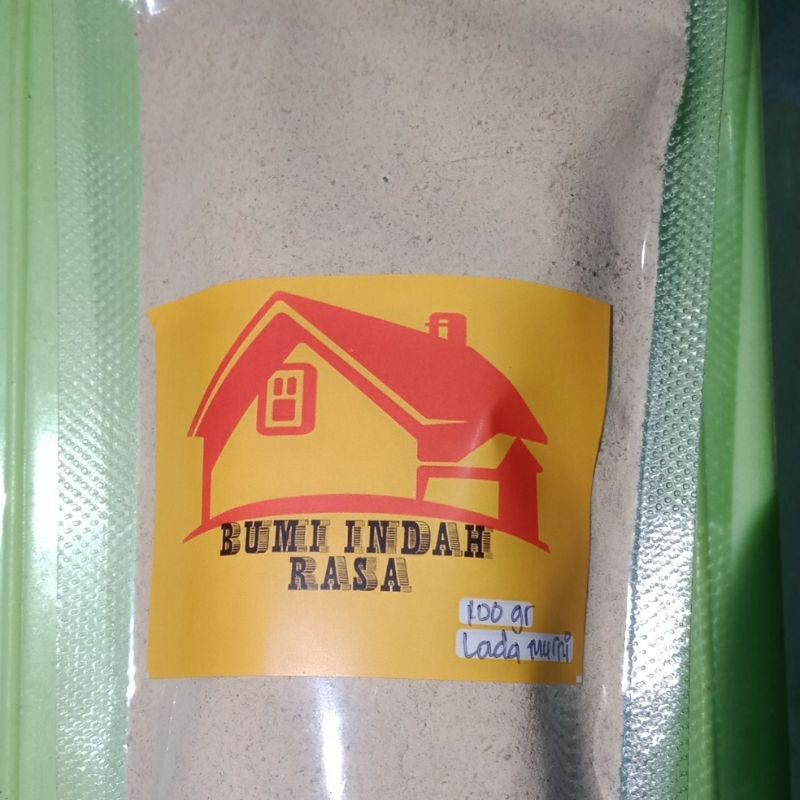 BUMI INDAH
RASA
100 gr
Lada murni